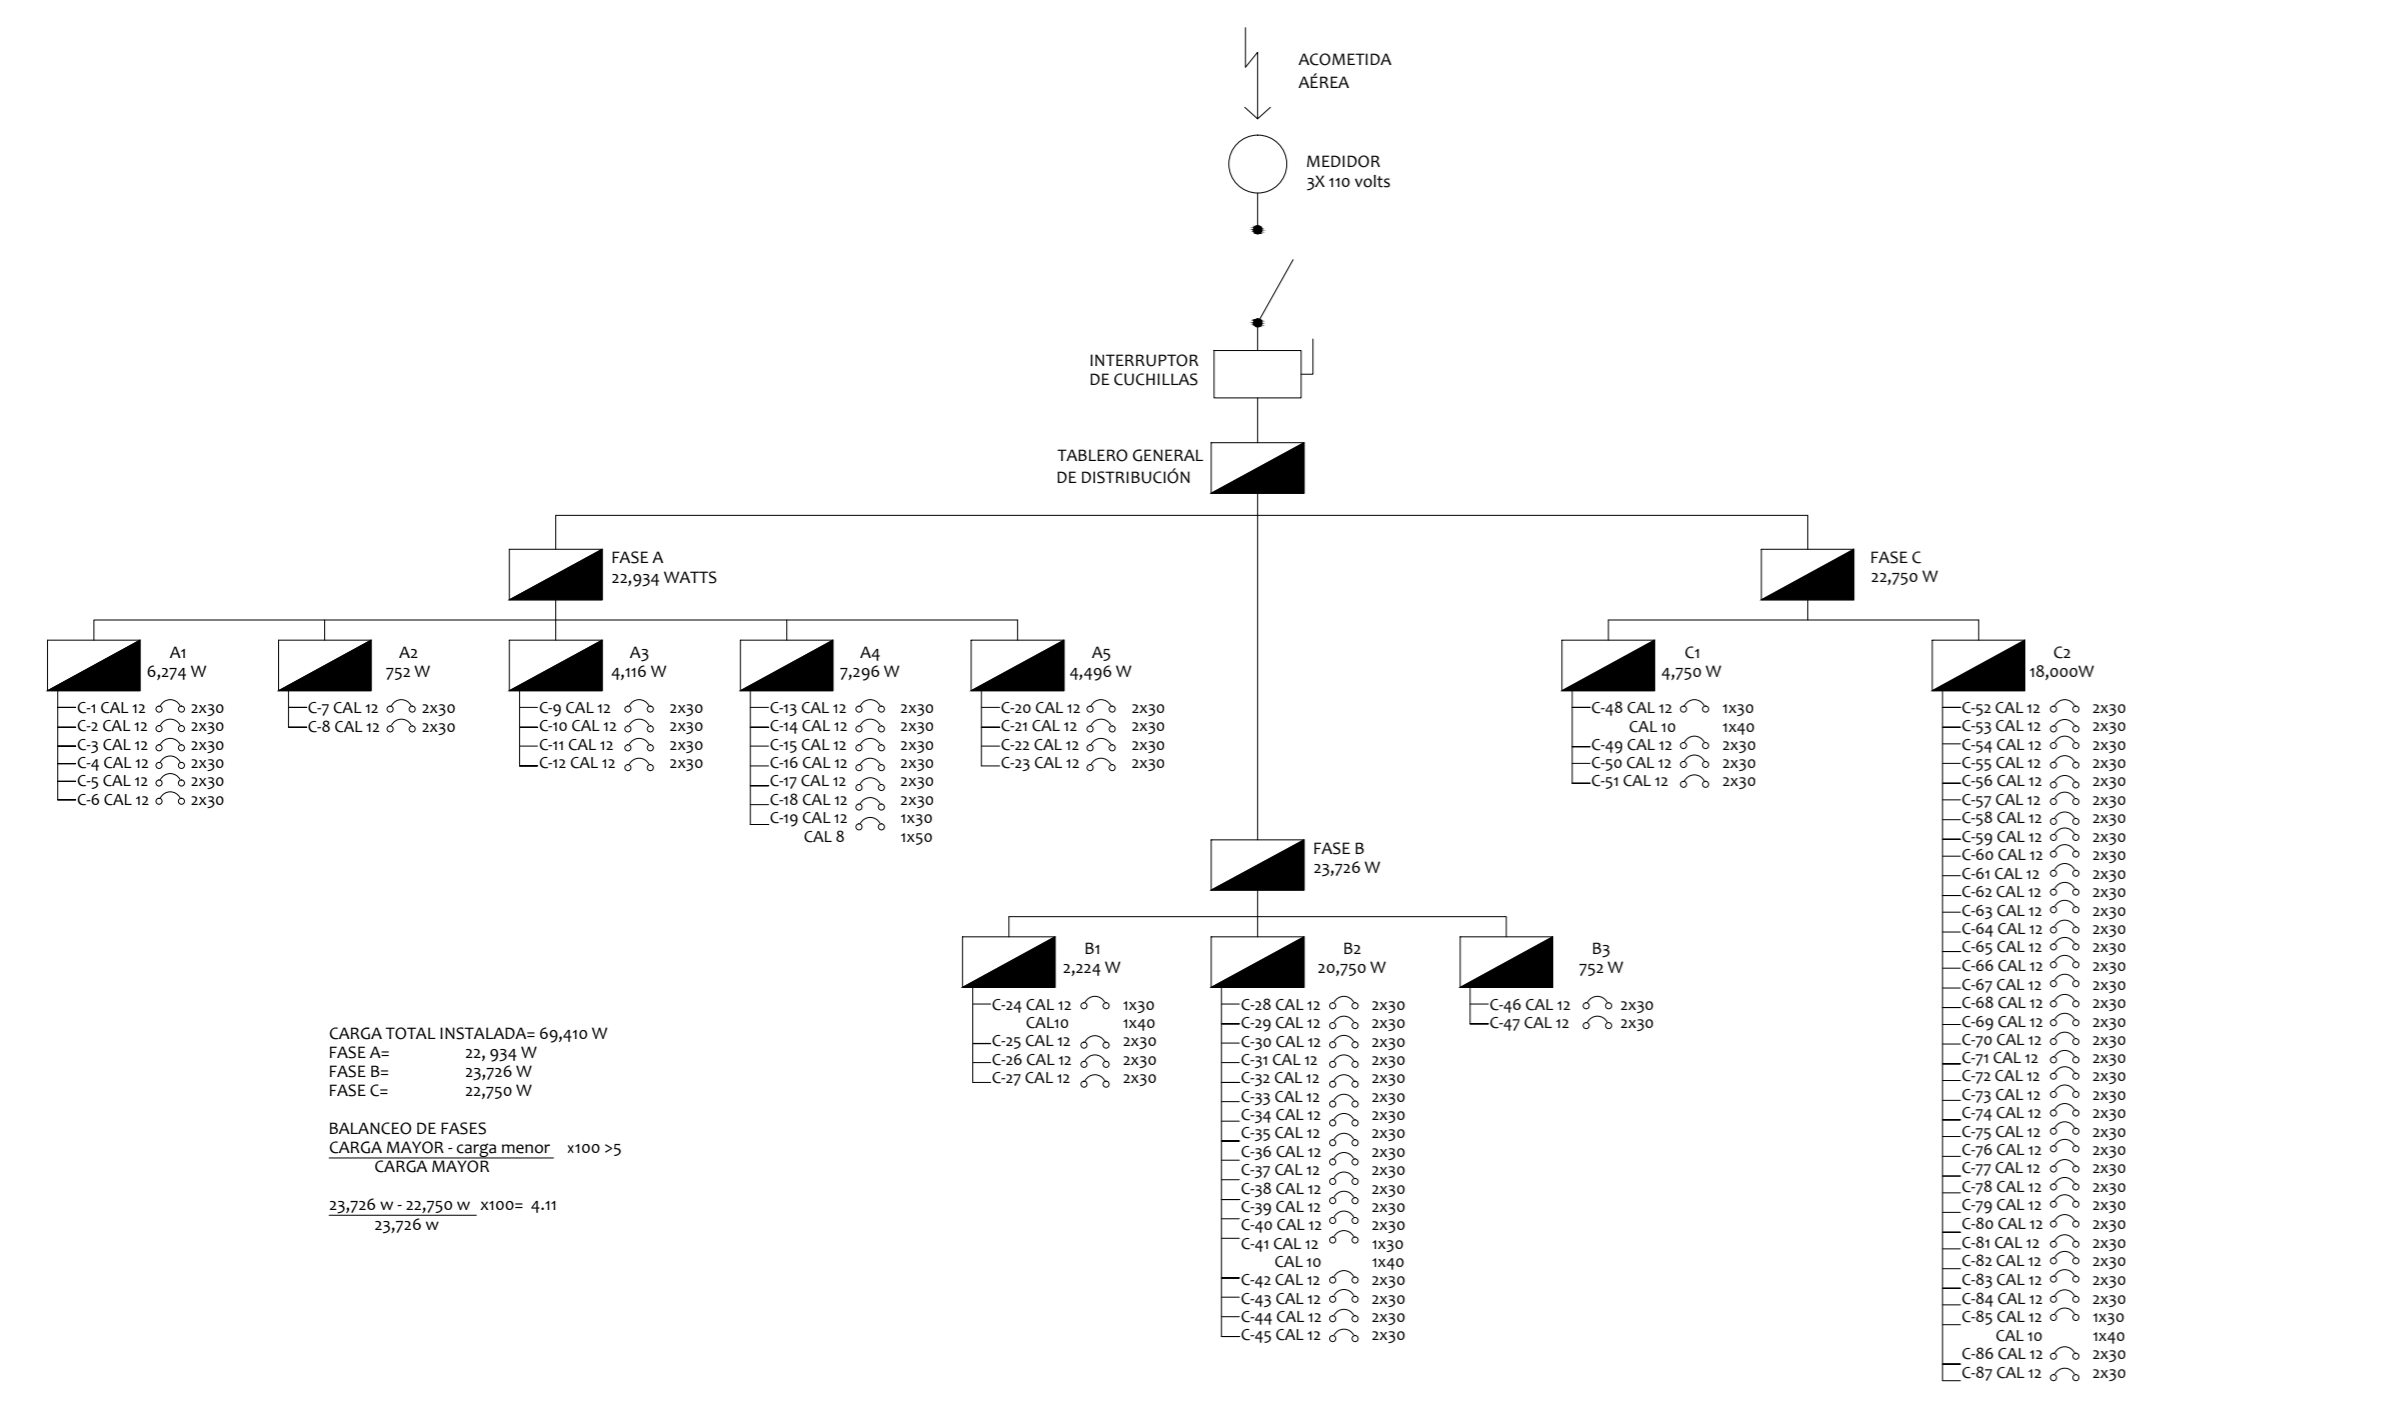 ACOMETIDA
AÉREA
MEDIDOR
3X 110 volts
INTERRUPTOR
DE CUCHILLAS
TABLERO GENERAL
DE DISTRIBUCIÓN
FASE A
22,934 WATTS
FASE C
22,750 W
A1
6,274 W
C-1 CAL 12 2x30
C-2 CAL 12 2x30
C-3 CAL 12 2x30
C-4 CAL 12 2x30
C-5 CAL 12 2x30
C-6 CAL 12 2x30
A2
752 W
C-7 CAL 12 2x30
C-8 CAL 12 2x30
A3
4,116 W
C-9 CAL 12 2x30
C-10 CAL 12 2x30
C-11 CAL 12 2x30
C-12 CAL 12 2x30
A4
7,296 W
C-13 CAL 12 2x30
C-14 CAL 12 2x30
C-15 CAL 12 2x30
C-16 CAL 12 2x30
C-17 CAL 12 2x30
C-18 CAL 12 2x30
C-19 CAL 12 1x30
CAL 8 1x50
A5
4,496 W
C-20 CAL 12 2x30
C-21 CAL 12 2x30
C-22 CAL 12 2x30
C-23 CAL 12 2x30
C1
4,750 W
C-48 CAL 12 1x30
CAL 10 1x40
C-49 CAL 12 2x30
C-50 CAL 12 2x30
C-51 CAL 12 2x30
C2
18,000W
C-52 CAL 12 2x30
C-53 CAL 12 2x30
C-54 CAL 12 2x30
C-55 CAL 12 2x30
C-56 CAL 12 2x30
C-57 CAL 12 2x30
C-58 CAL 12 2x30
C-59 CAL 12 2x30
C-60 CAL 12 2x30
C-61 CAL 12 2x30
C-62 CAL 12 2x30
C-63 CAL 12 2x30
C-64 CAL 12 2x30
C-65 CAL 12 2x30
C-66 CAL 12 2x30
C-67 CAL 12 2x30
C-68 CAL 12 2x30
C-69 CAL 12 2x30
C-70 CAL 12 2x30
C-71 CAL 12 2x30
C-72 CAL 12 2x30
C-73 CAL 12 2x30
C-74 CAL 12 2x30
C-75 CAL 12 2x30
C-76 CAL 12 2x30
C-77 CAL 12 2x30
C-78 CAL 12 2x30
C-79 CAL 12 2x30
C-80 CAL 12 2x30
C-81 CAL 12 2x30
C-82 CAL 12 2x30
C-83 CAL 12 2x30
C-84 CAL 12 2x30
C-85 CAL 12 1x30
CAL 10 1x40
C-86 CAL 12 2x30
C-87 CAL 12 2x30
FASE B
23,726 W
B1
2,224 W
C-24 CAL 12 1x30
CAL10 1x40
C-25 CAL 12 2x30
C-26 CAL 12 2x30
C-27 CAL 12 2x30
B2
20,750 W
C-28 CAL 12 2x30
C-29 CAL 12 2x30
C-30 CAL 12 2x30
C-31 CAL 12 2x30
C-32 CAL 12 2x30
C-33 CAL 12 2x30
C-34 CAL 12 2x30
C-35 CAL 12 2x30
C-36 CAL 12 2x30
C-37 CAL 12 2x30
C-38 CAL 12 2x30
C-39 CAL 12 2x30
C-40 CAL 12 2x30
C-41 CAL 12 1x30
CAL 10 1x40
C-42 CAL 12 2x30
C-43 CAL 12 2x30
C-44 CAL 12 2x30
C-45 CAL 12 2x30
B3
752 W
C-46 CAL 12 2x30
C-47 CAL 12 2x30
CARGA TOTAL INSTALADA= 69,410 W
FASE A= 22, 934 W
FASE B= 23,726 W
FASE C= 22,750 W
BALANCEO DE FASES
CARGA MAYOR - carga menor x100 >5
CARGA MAYOR
23,726 w - 22,750 w x100= 4.11
23,726 w